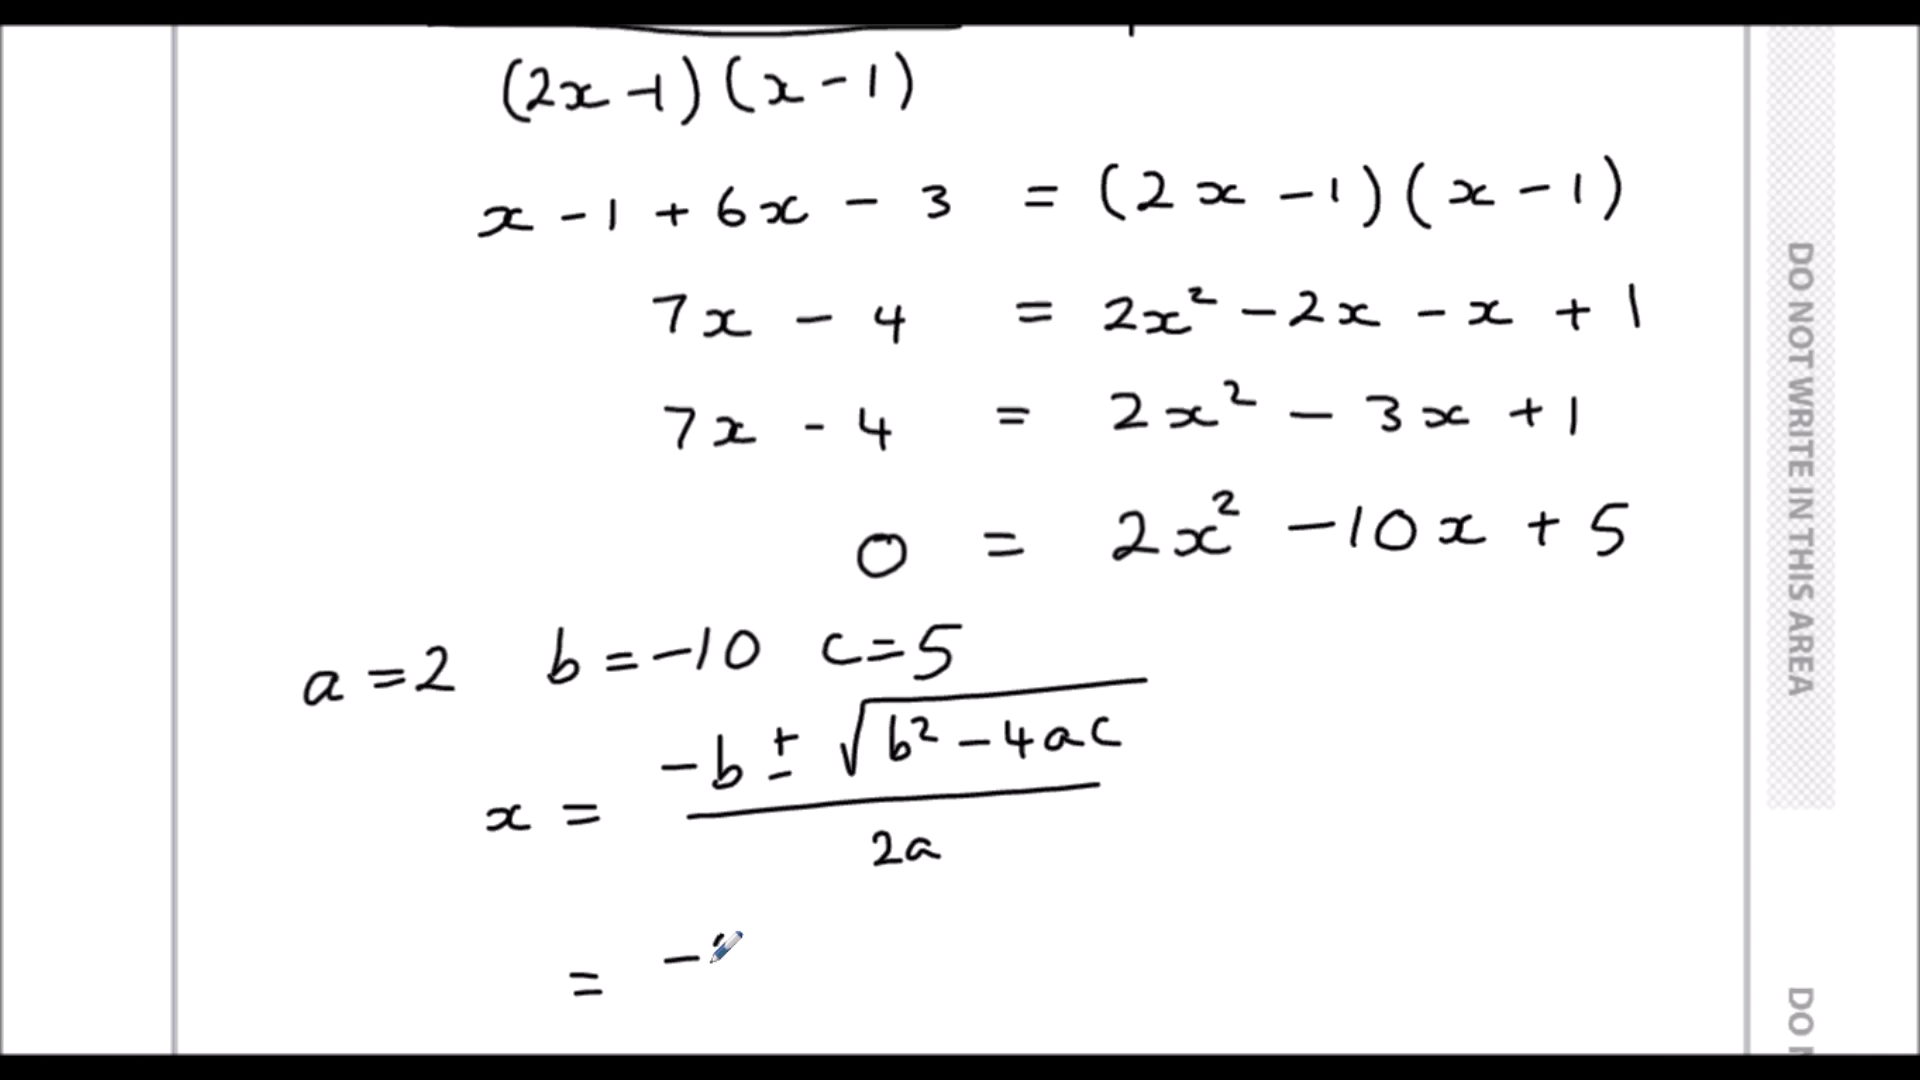 (2x-1)(x-1)
x-1+6x-3 = (2x-1)(x-1)
7x-4 = 2x²-2x-x+1
7x-4 = 2x²-3x+1
0 = 2x²-10x+5
a=2 b=-10 c=5
-b ± √b²-4ac
x =
2a
= -
DO NOT WRITE IN THIS AREA
DO